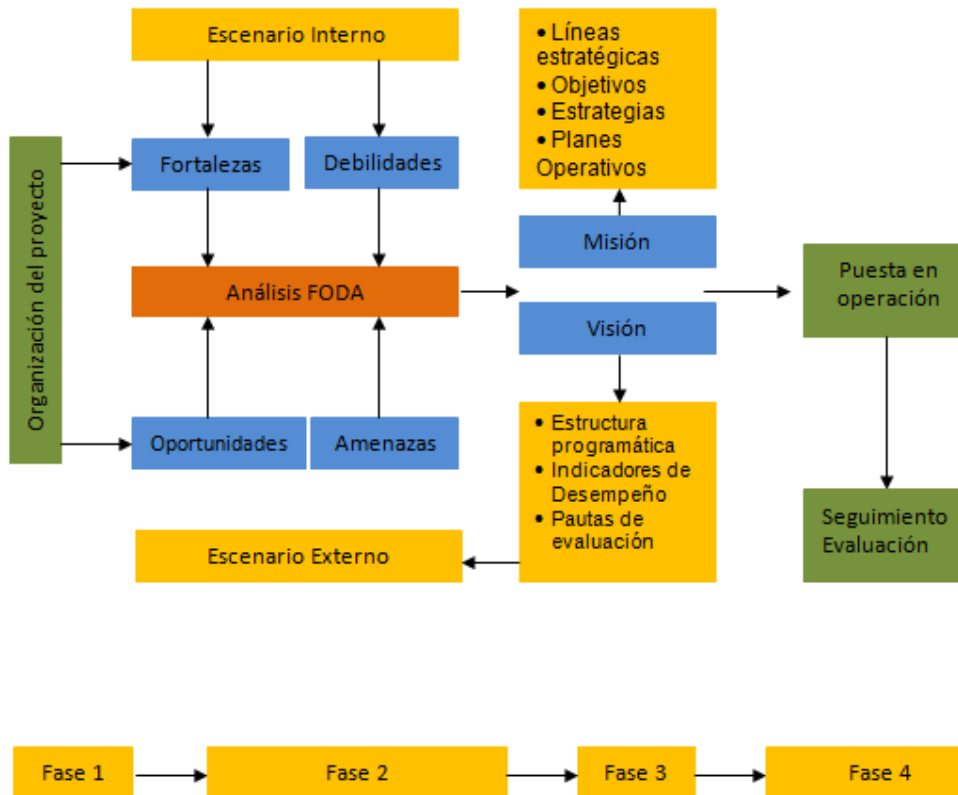 Escenario Interno
• Líneas
estratégicas
• Objetivos
• Estrategias
• Planes
Operativos
Organización del proyecto
Fortalezas
Debilidades
Misión
Análisis FODA
Visión
Puesta en
operación
Oportunidades
Amenazas
• Estructura
programática
• Indicadores de
Desempeño
• Pautas de
evaluación
Escenario Externo
Seguimiento
Evaluación
Fase 1
Fase 2
Fase 3
Fase 4